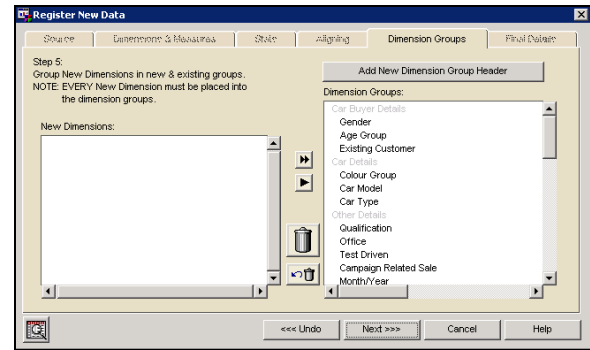 Register New Data
Source
Dimensions & Measures
State
Aligning
Dimension Groups
Final Details
Step 5:
Group New Dimensions in new & existing groups.
NOTE: EVERY New Dimension must be placed into
the dimension groups.
Add New Dimension Group Header
Dimension Groups:
New Dimensions:
Car Buyer Details
Gender
Age Group
Existing Customer
Car Details
Colour Group
Car Model
Car Type
Other Details
Qualification
Office
Test Driven
Campaign Related Sale
Month/Year
<<< Undo
Next >>>
Cancel
Help